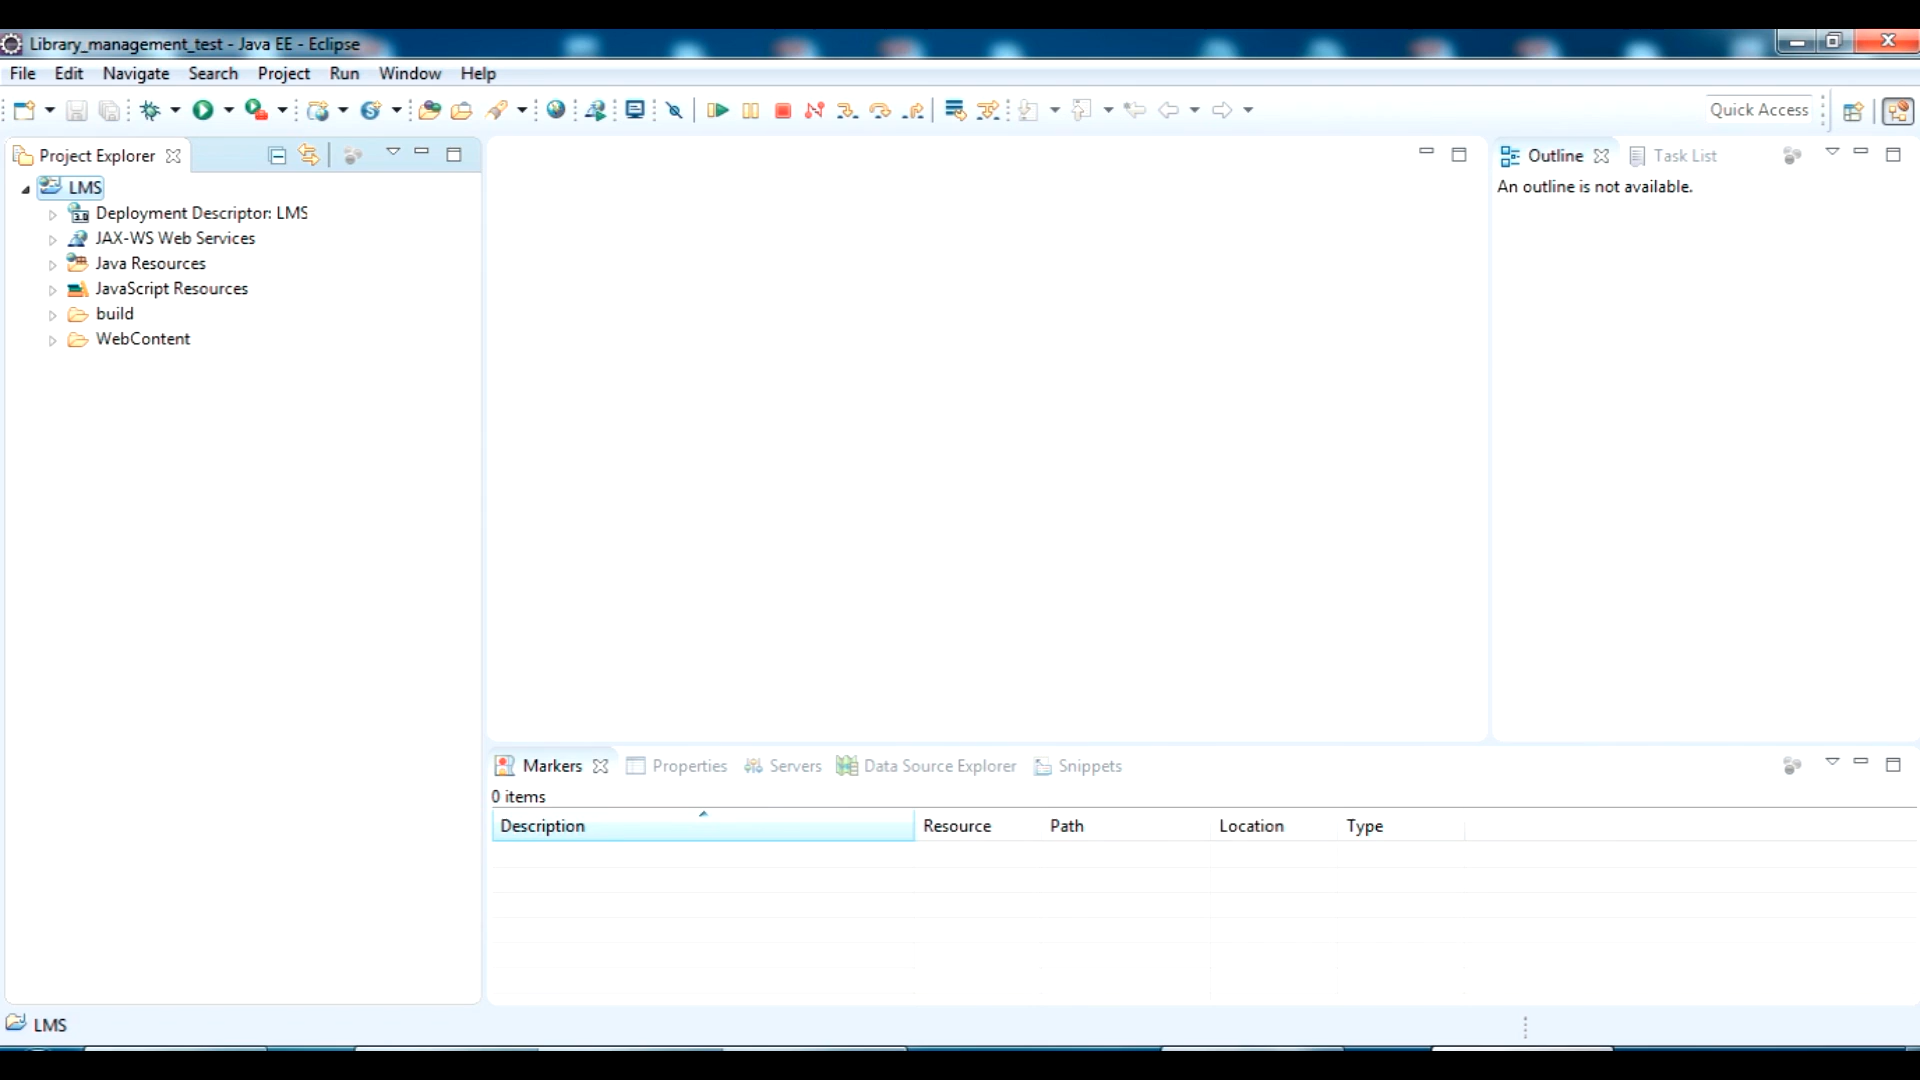 Library_management_test - Java EE - Eclipse
File Edit Navigate Search Project Run Window Help
Quick Access
Project Explorer
LMS
Deployment Descriptor: LMS
JAX-WS Web Services
Java Resources
JavaScript Resources
build
WebContent
Outline Task List
An outline is not available.
Markers Properties Servers Data Source Explorer Snippets
0 items
Description Resource Path Location Type
LMS